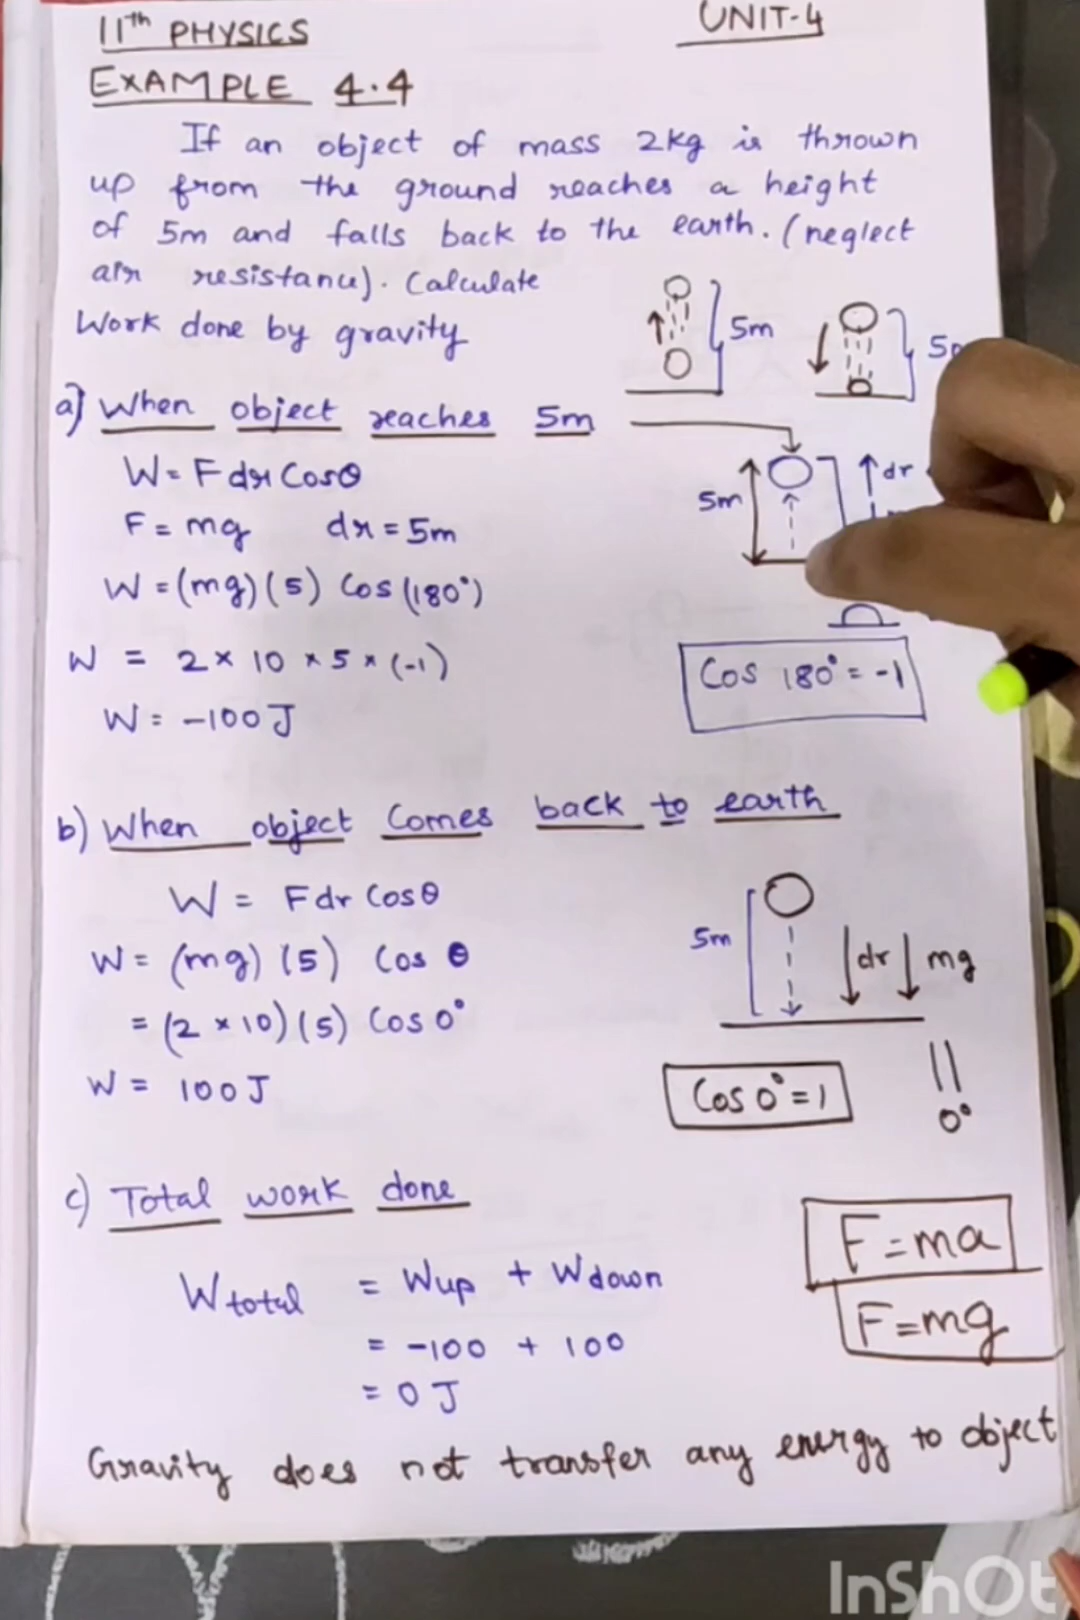 11th PHYSICS
UNIT-4
EXAMPLE 4.4
If an object of mass 2kg is thrown
up from the ground reaches a height
of 5m and falls back to the earth. (neglect
air resistance). Calculate
Work done by gravity
5m
a) When object reaches 5m
W = F dr Cosθ
F = mg dr = 5m
W = (mg)(5) Cos (180°)
W = 2 × 10 × 5 × (-1)
W = -100 J
5m
dr
Cos 180° = -1
b) When object Comes back to earth
W = F dr Cosθ
W = (mg) (5) Cos θ
= (2 × 10) (5) Cos 0°
W = 100 J
5m
dr
mg
Cos 0° = 1
0°
c) Total work done
W total = Wup + Wdown
= -100 + 100
= 0 J
F = ma
F = mg
Gravity does not transfer any energy to object
InShOt